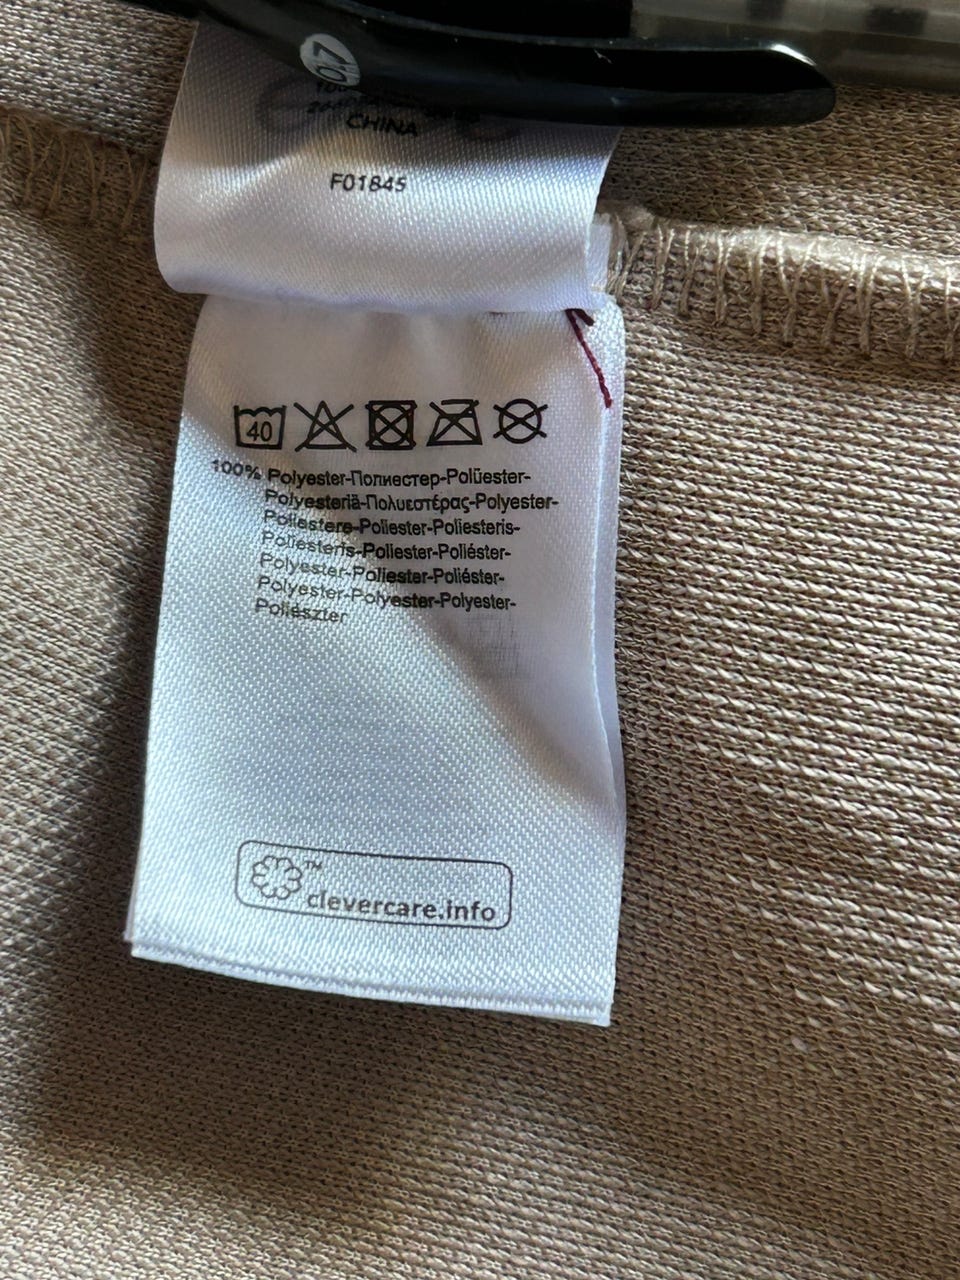 CHINA
F01845
40
100% Polyester-Полиестер-Polüester-
Polyesteriä-Πολυεστέρας-Polyester-
Poliestere-Poliester-Poliesteris-
Poliesteris-Poliester-Poliéster-
Polyester-Poliester-Poliéster-
Polyester-Polyester-Polyester-
Poliészter
™
clevercare.info